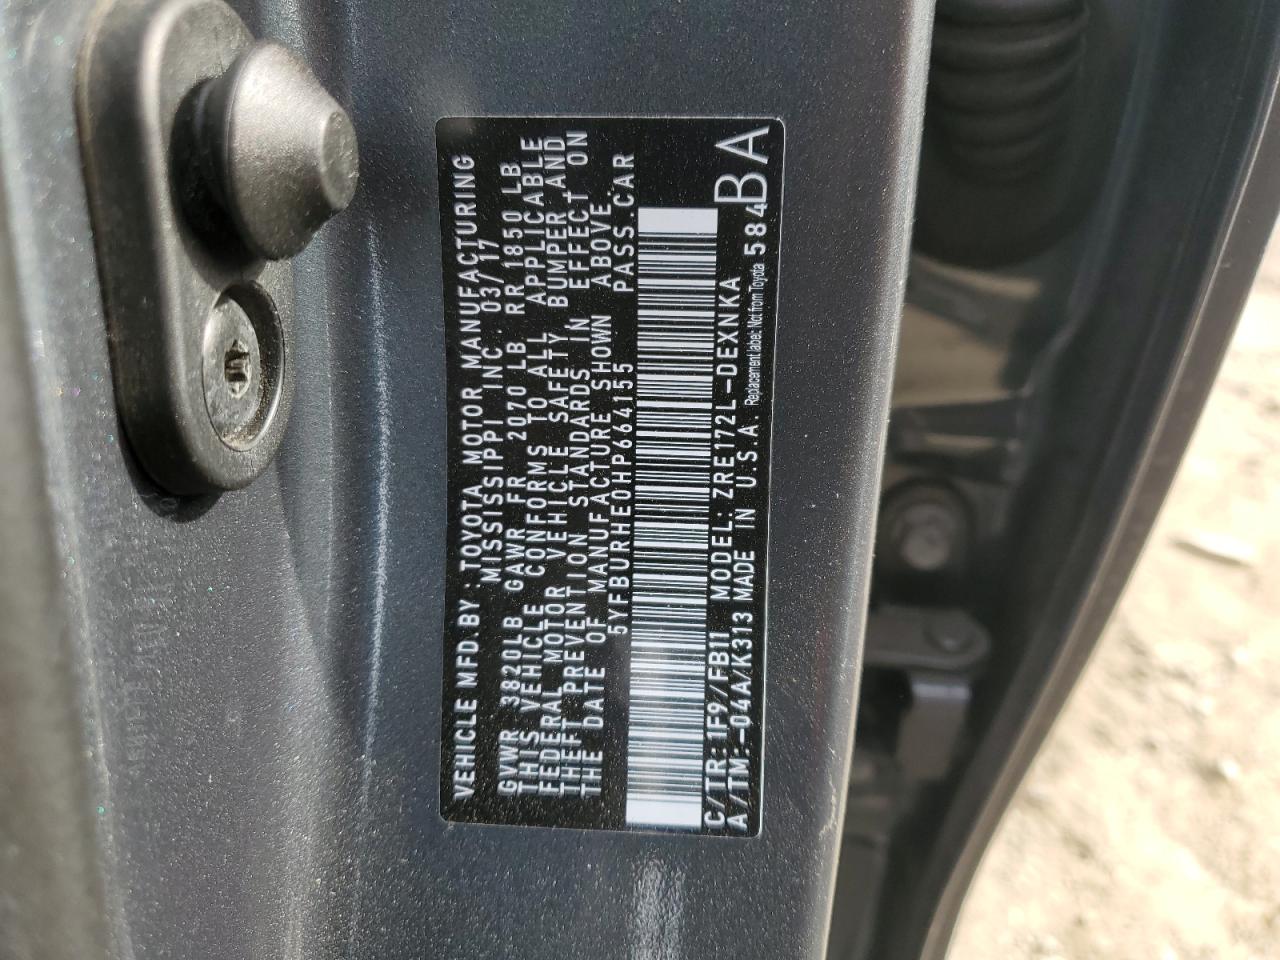 VEHICLE MFD.BY: TOYOTA MOTOR MANUFACTURING
MISSISSIPPI INC. 03/17
GVWR 3820LB GAWR FR 2070 LB RR 1850 LB
THIS VEHICLE CONFORMS TO ALL APPLICABLE
FEDERAL MOTOR VEHICLE SAFETY BUMPER AND
THEFT PREVENTION STANDARDS IN EFFECT ON
THE DATE OF MANUFACTURE SHOWN ABOVE.
5YFBURHE0HP664155 PASS.CAR
C/TR: 1F9/FB11 MODEL: ZRE172L-DEXNKA
A/TM:-04A/K313 MADE IN U.S.A. Replacement label: Not from Toyota 584
BA